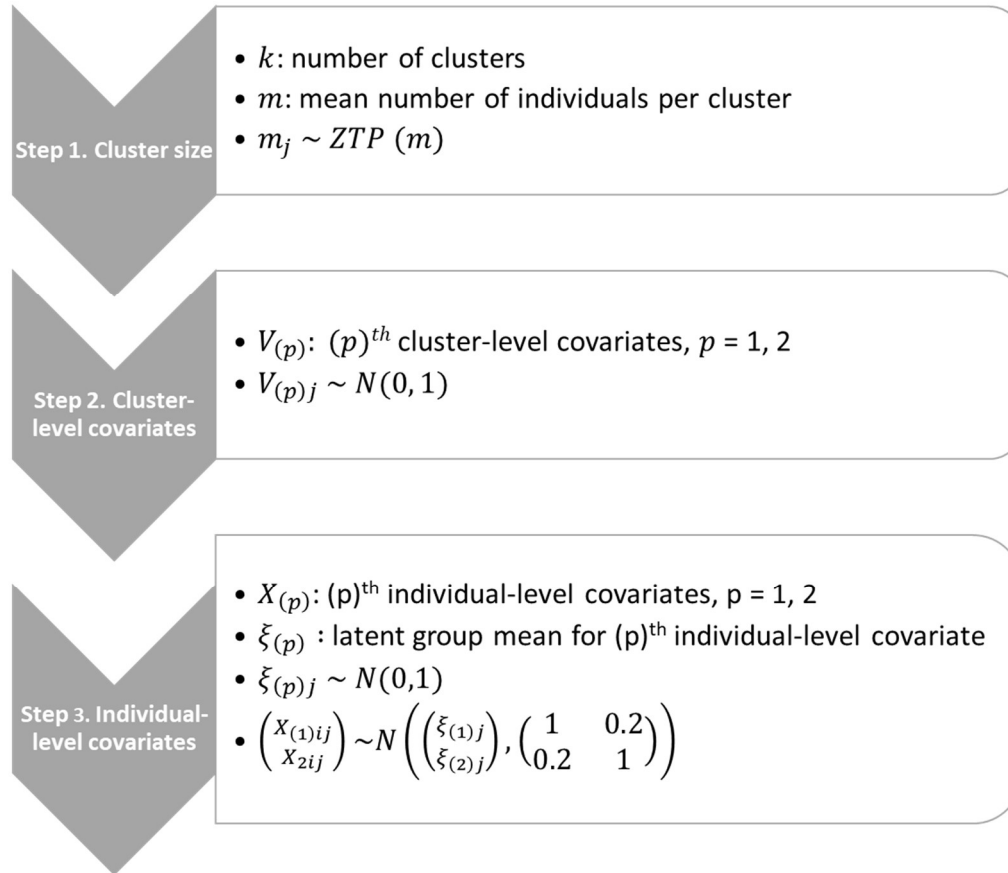 Step 1. Cluster size
• k: number of clusters
• m: mean number of individuals per cluster
• m_j ~ ZTP (m)
Step 2. Cluster-
level covariates
• V_(p): (p)^th cluster-level covariates, p = 1, 2
• V_(p)j ~ N(0, 1)
Step 3. Individual-
level covariates
• X_(p): (p)^th individual-level covariates, p = 1, 2
• ξ_(p) : latent group mean for (p)^th individual-level covariate
• ξ_(p)j ~ N(0,1)
• (X_(1)ij X_2ij) ~N ((ξ_(1)j ξ_(2)j), (1 0.2 0.2 1))